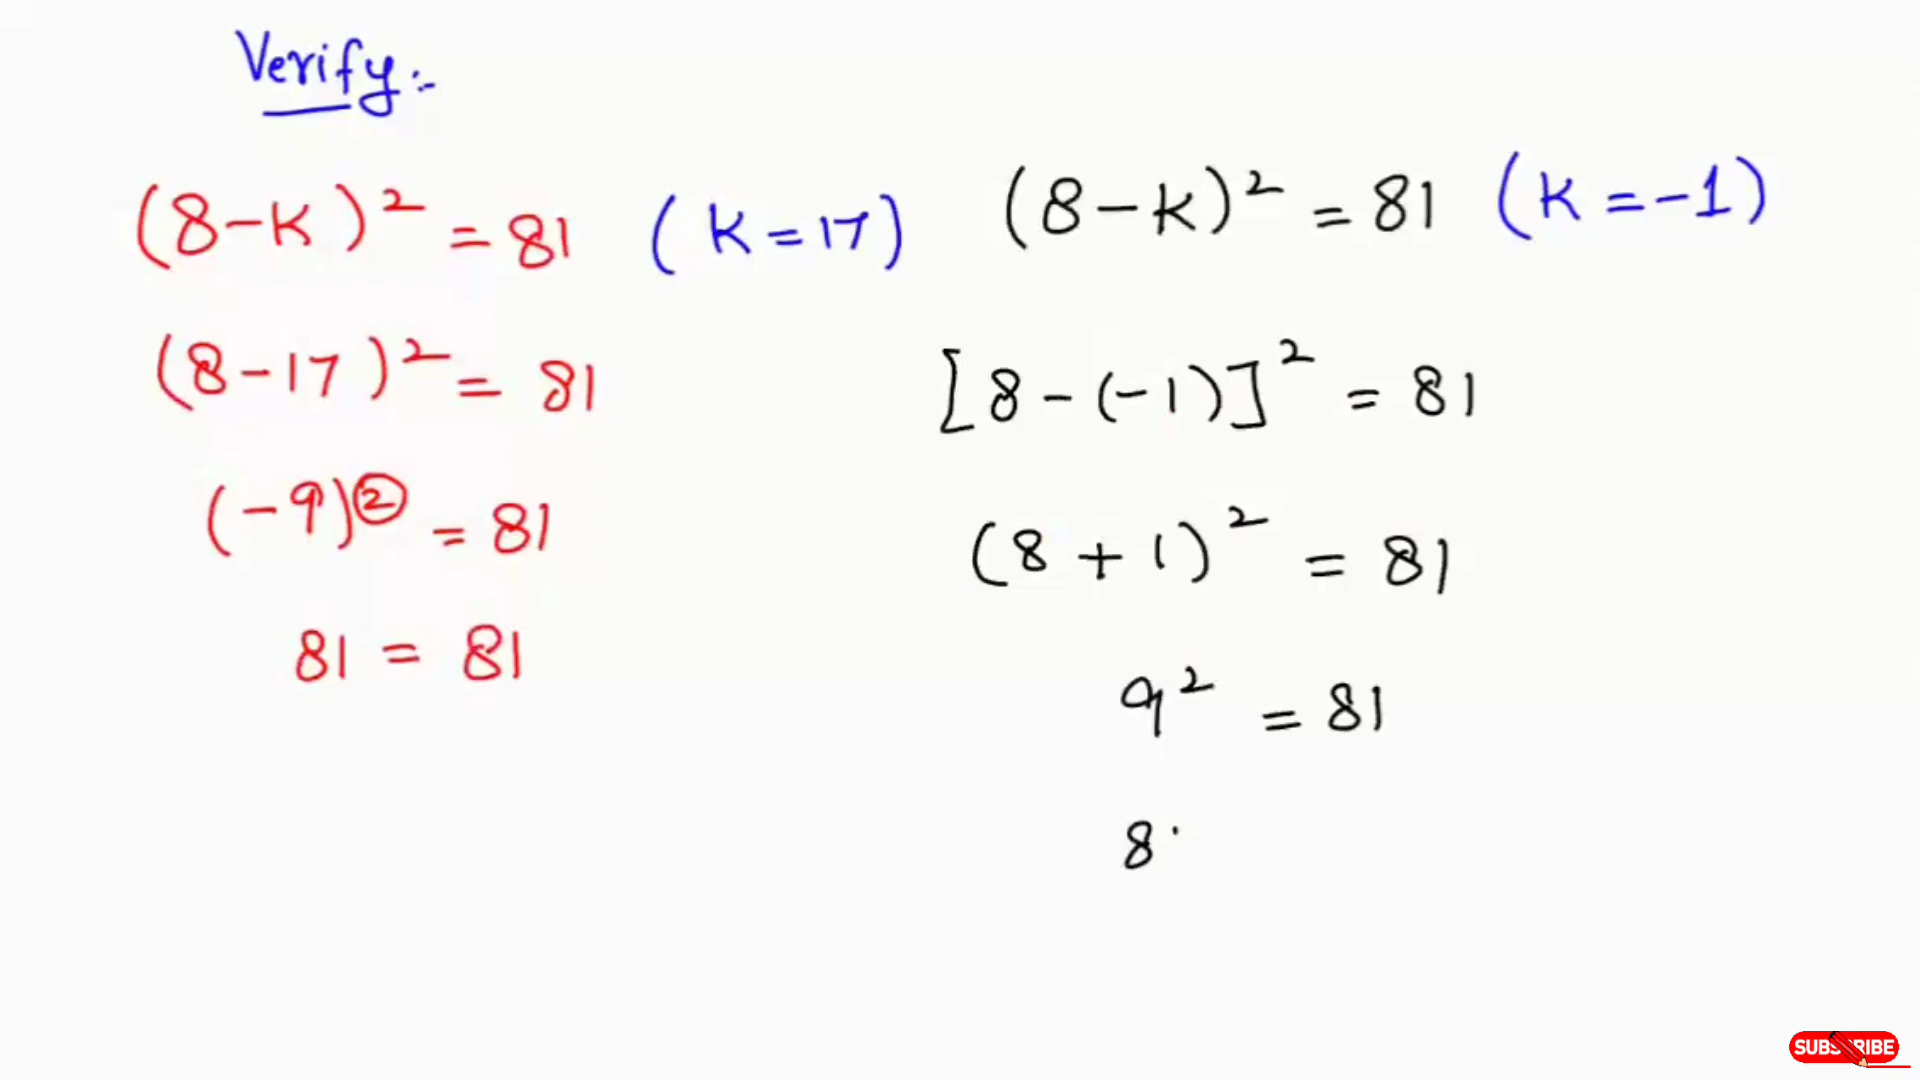 Verify:-
(8-k)² = 81 (k=17)
(8-17)² = 81
(-9)² = 81
81 = 81
(8-k)² = 81 (k=-1)
[8-(-1)]² = 81
(8+1)² = 81
9² = 81
8
SUBSCRIBE